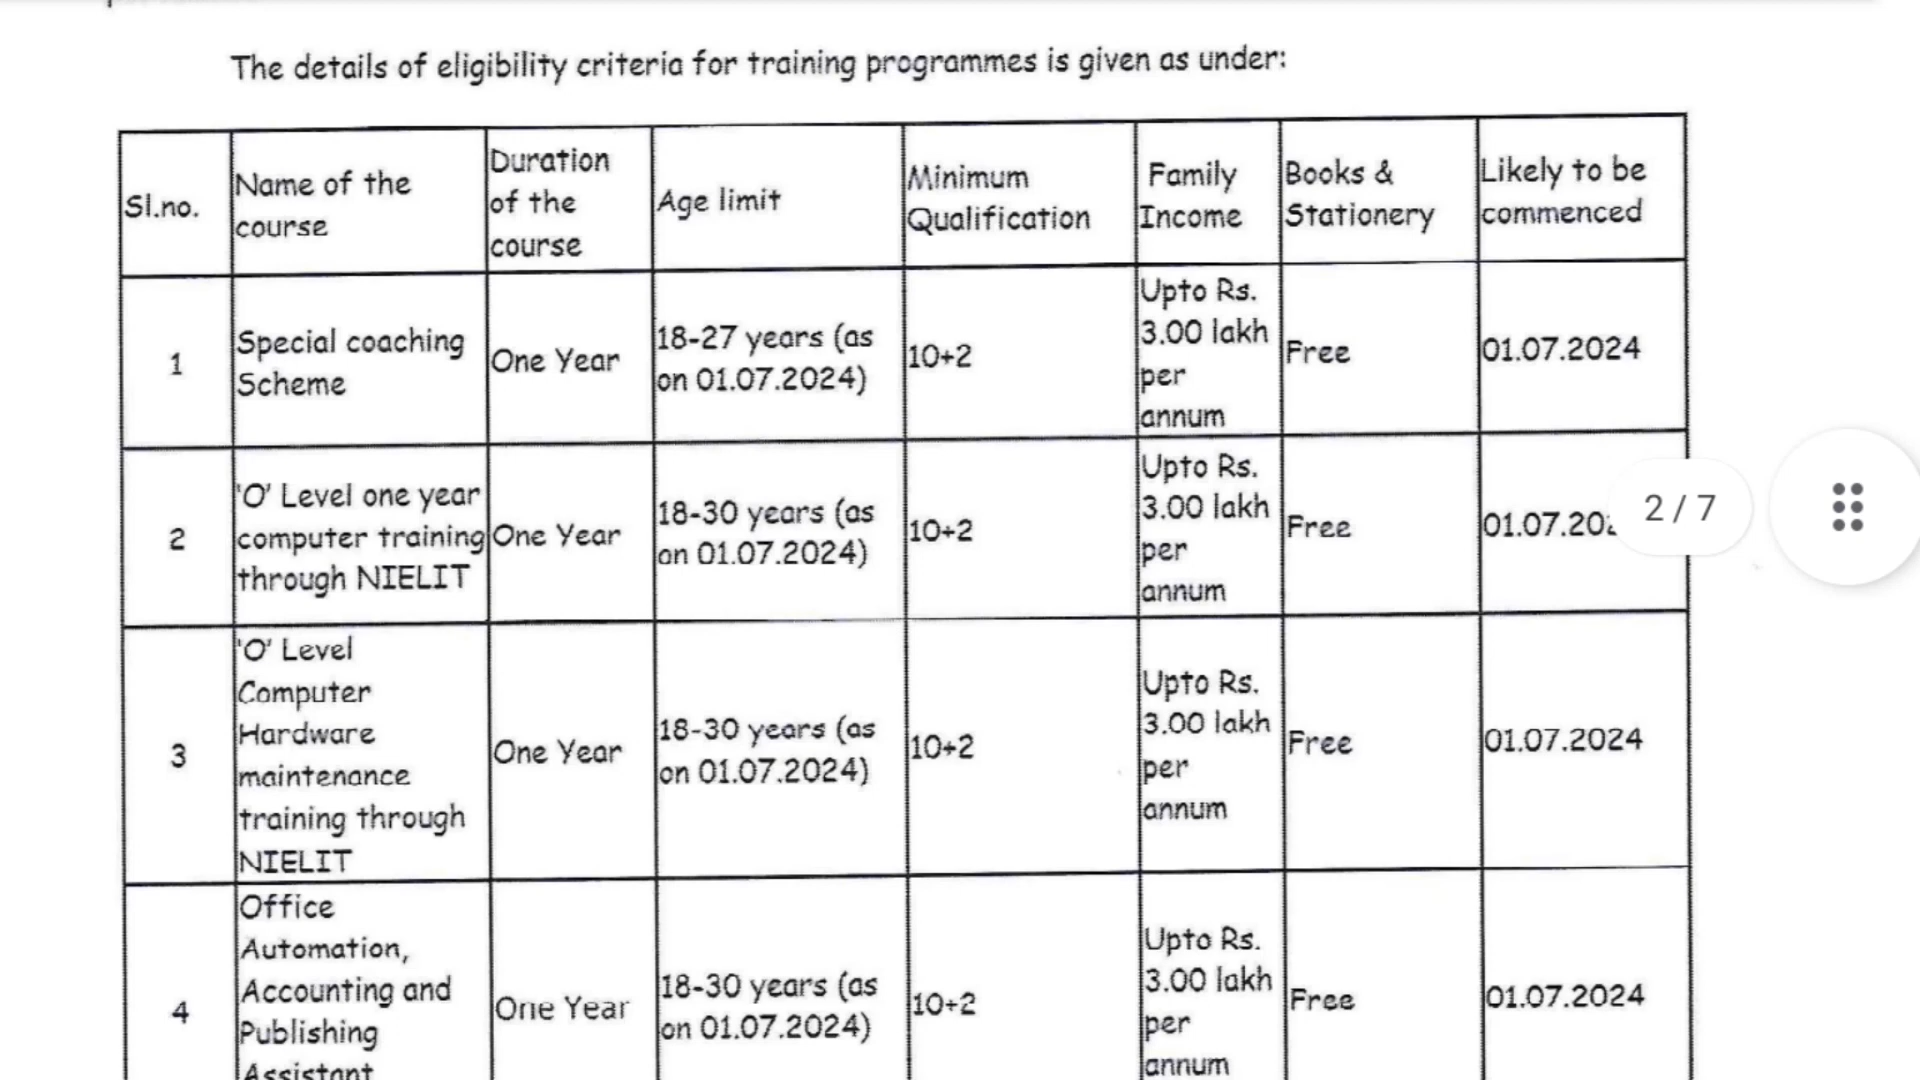 The details of eligibility criteria for training programmes is given as under:
Sl.no.
Name of the
course
Duration
of the
course
Age limit
Minimum
Qualification
Family
Income
Books &
Stationery
Likely to be
commenced
1
Special coaching
Scheme
One Year
18-27 years (as
on 01.07.2024)
10+2
Upto Rs.
3.00 lakh
per
annum
Free
01.07.2024
2
'O' Level one year
computer training
through NIELIT
One Year
18-30 years (as
on 01.07.2024)
10+2
Upto Rs.
3.00 lakh
per
annum
Free
01.07.20
2/7
3
'O' Level
Computer
Hardware
maintenance
training through
NIELIT
One Year
18-30 years (as
on 01.07.2024)
10+2
Upto Rs.
3.00 lakh
per
annum
Free
01.07.2024
4
Office
Automation,
Accounting and
Publishing
Assistant
One Year
18-30 years (as
on 01.07.2024)
10+2
Upto Rs.
3.00 lakh
per
annum
Free
01.07.2024